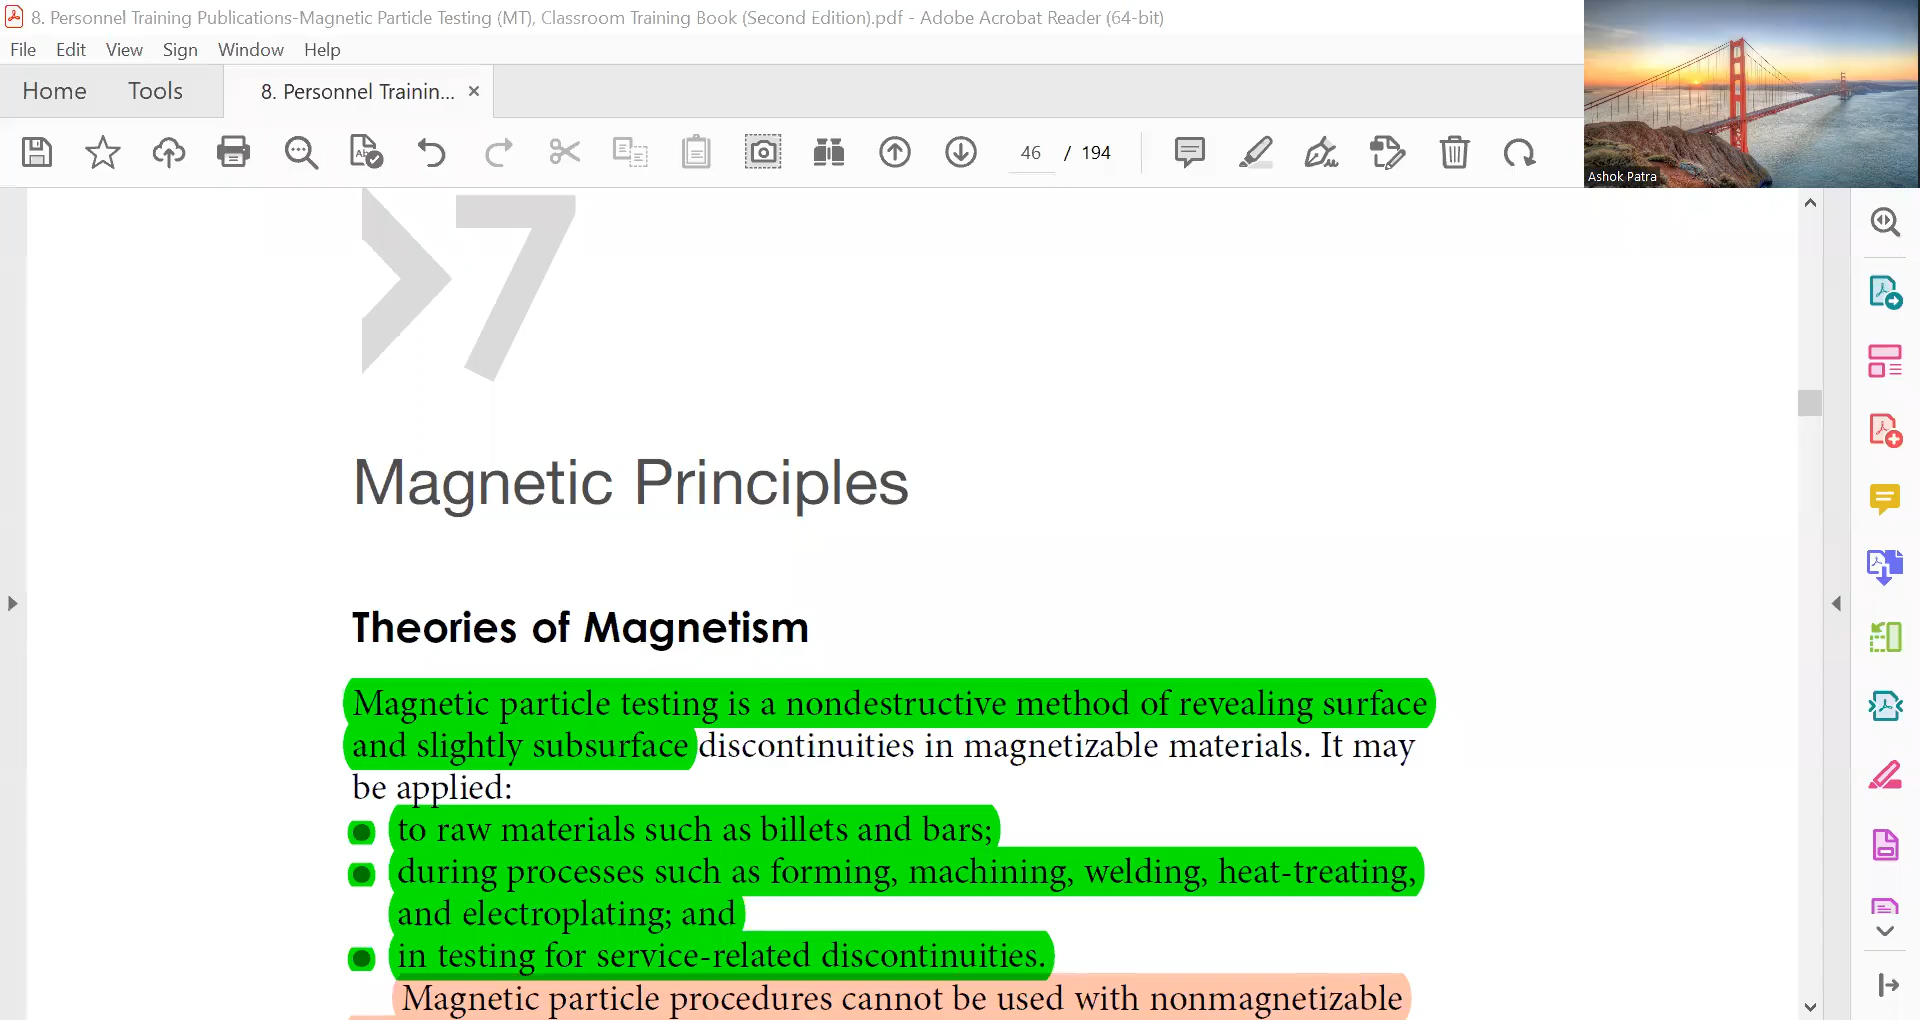 8. Personnel Training Publications-Magnetic Particle Testing (MT), Classroom Training Book (Second Edition).pdf - Adobe Acrobat Reader (64-bit)
File Edit View Sign Window Help
Home Tools 8. Personnel Trainin... ×
46 / 194
Ashok Patra
7
Magnetic Principles
Theories of Magnetism
Magnetic particle testing is a nondestructive method of revealing surface
and slightly subsurface discontinuities in magnetizable materials. It may
be applied:
● to raw materials such as billets and bars;
● during processes such as forming, machining, welding, heat-treating,
and electroplating; and
● in testing for service-related discontinuities.
Magnetic particle procedures cannot be used with nonmagnetizable